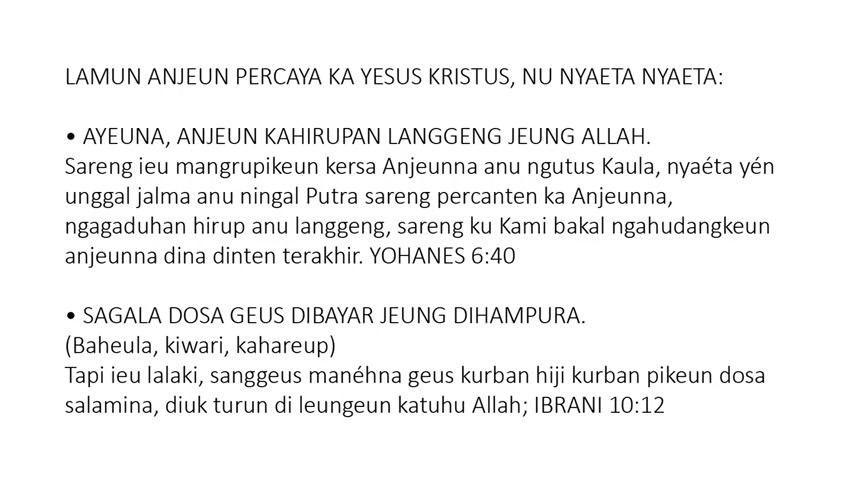 LAMUN ANJEUN PERCAYA KA YESUS KRISTUS, NU NYAETA NYAETA:
• AYEUNA, ANJEUN KAHIRUPAN LANGGENG JEUNG ALLAH.
Sareng ieu mangrupikeun kersa Anjeunna anu ngutus Kaula, nyaéta yén
unggal jalma anu ningal Putra sareng percanten ka Anjeunna,
ngagaduhan hirup anu langgeng, sareng ku Kami bakal ngahudangkeun
anjeunna dina dinten terakhir. YOHANES 6:40
• SAGALA DOSA GEUS DIBAYAR JEUNG DIHAMPURA.
(Baheula, kiwari, kahareup)
Tapi ieu lalaki, sanggeus manéhna geus kurban hiji kurban pikeun dosa
salamina, diuk turun di leungeun katuhu Allah; IBRANI 10:12